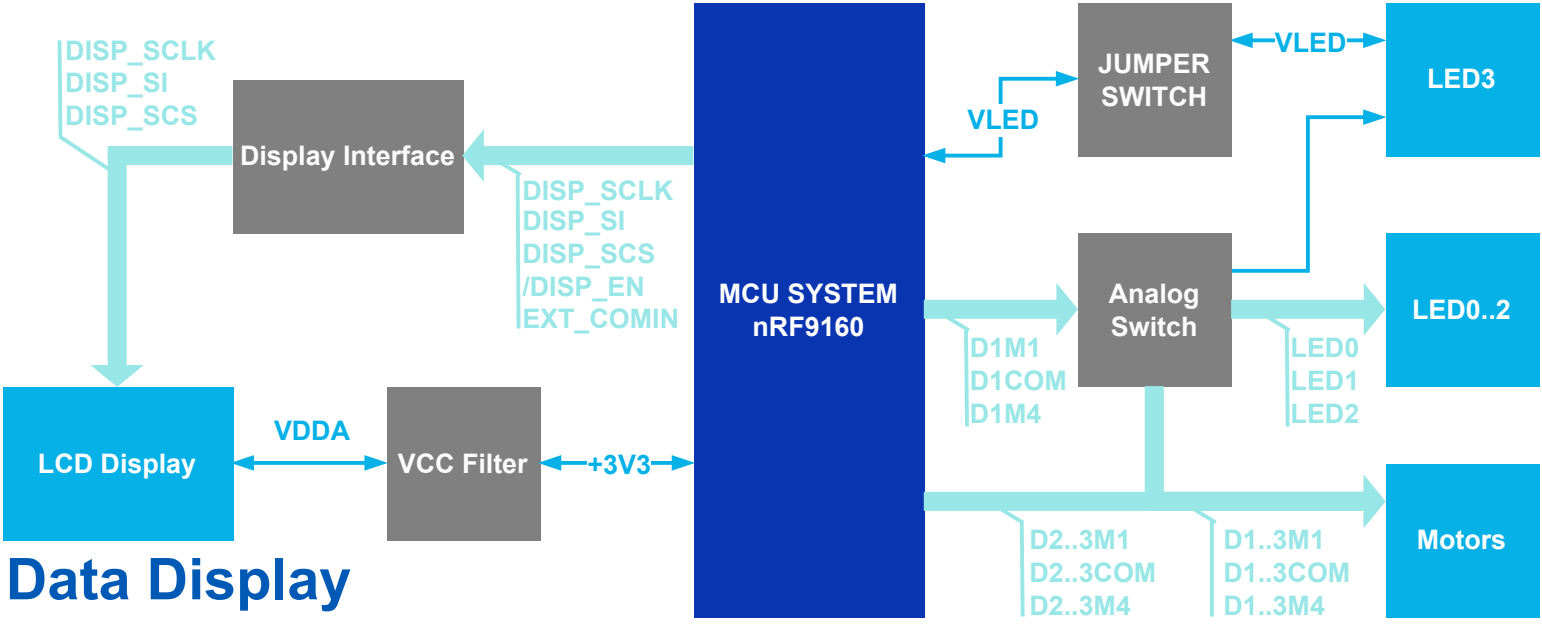 DISP_SCLK
DISP_SI
DISP_SCS
Display Interface
DISP_SCLK
DISP_SI
DISP_SCS
/DISP_EN
EXT_COMIN
LCD Display
VDDA
VCC Filter
+3V3
Data Display
MCU SYSTEM
nRF9160
VLED
JUMPER
SWITCH
VLED
LED3
D1M1
D1COM
D1M4
Analog
Switch
LED0
LED1
LED2
LED0..2
D2..3M1
D2..3COM
D2..3M4
D1..3M1
D1..3COM
D1..3M4
Motors